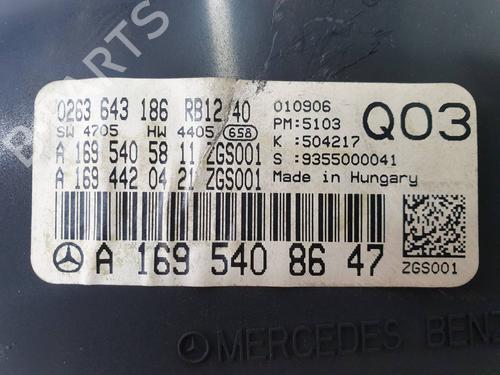 0263 643 186 RB12 40
SW 4705 HW 4405 658
A 169 540 58 11 ZGS001
A 169 442 04 21 ZGS001
010906
PM:5103
K :504217
S :9355000041
Made in Hungary
Q03
A 169 540 86 47
ZGS001
MERCEDES BENZ
PARTS